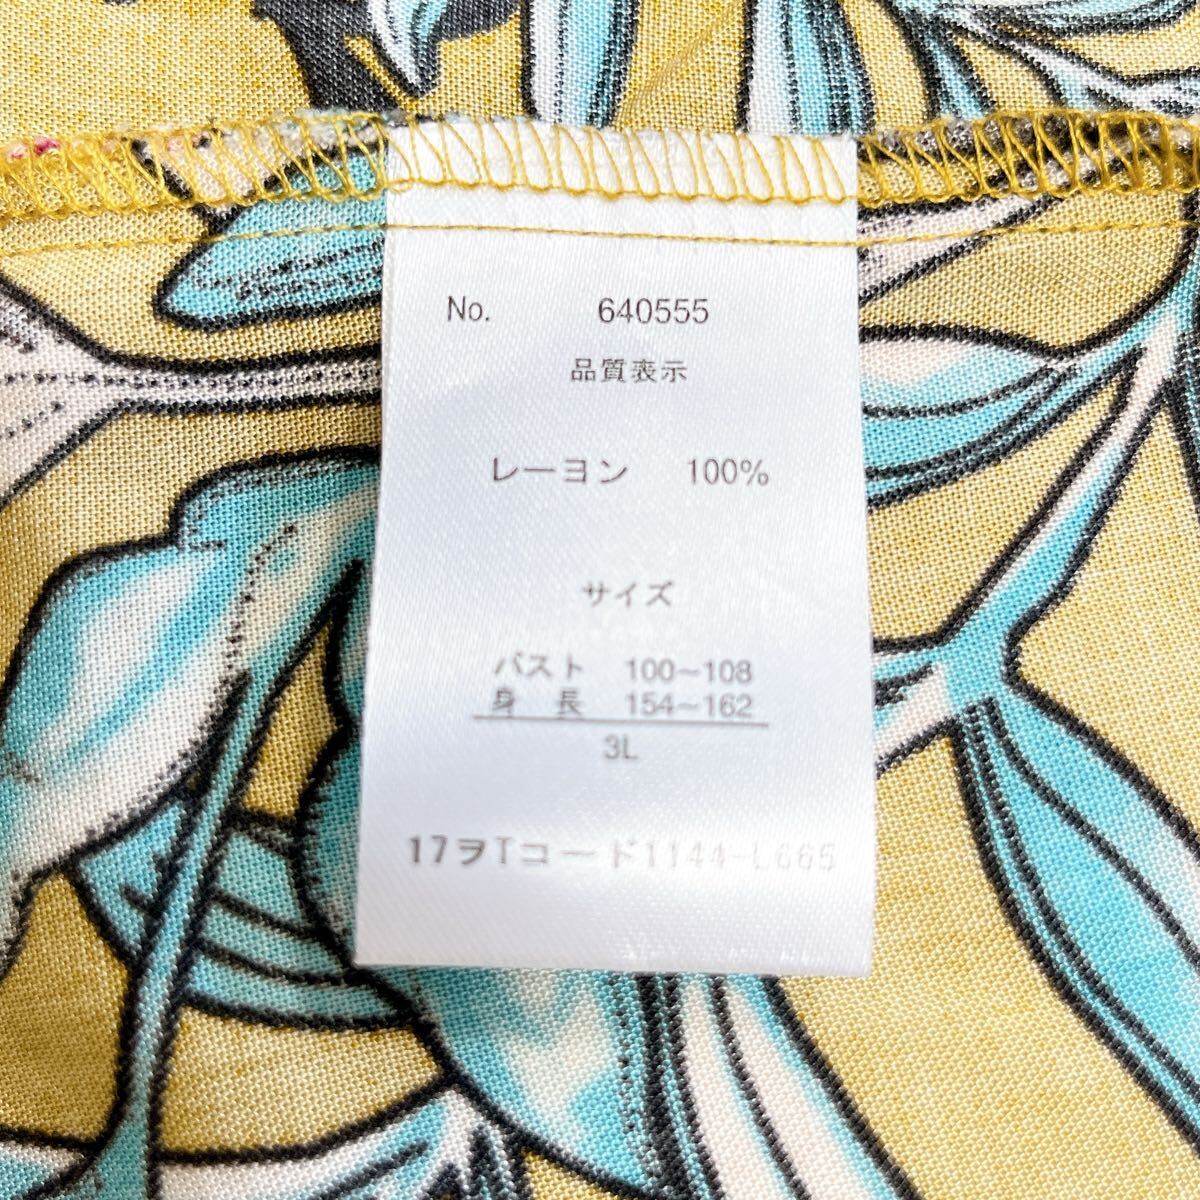 No. 640555
品質表示
レーヨン 100%
サイズ
バスト 100~108
身長 154~162
3L
17ヲTコード1144-L665